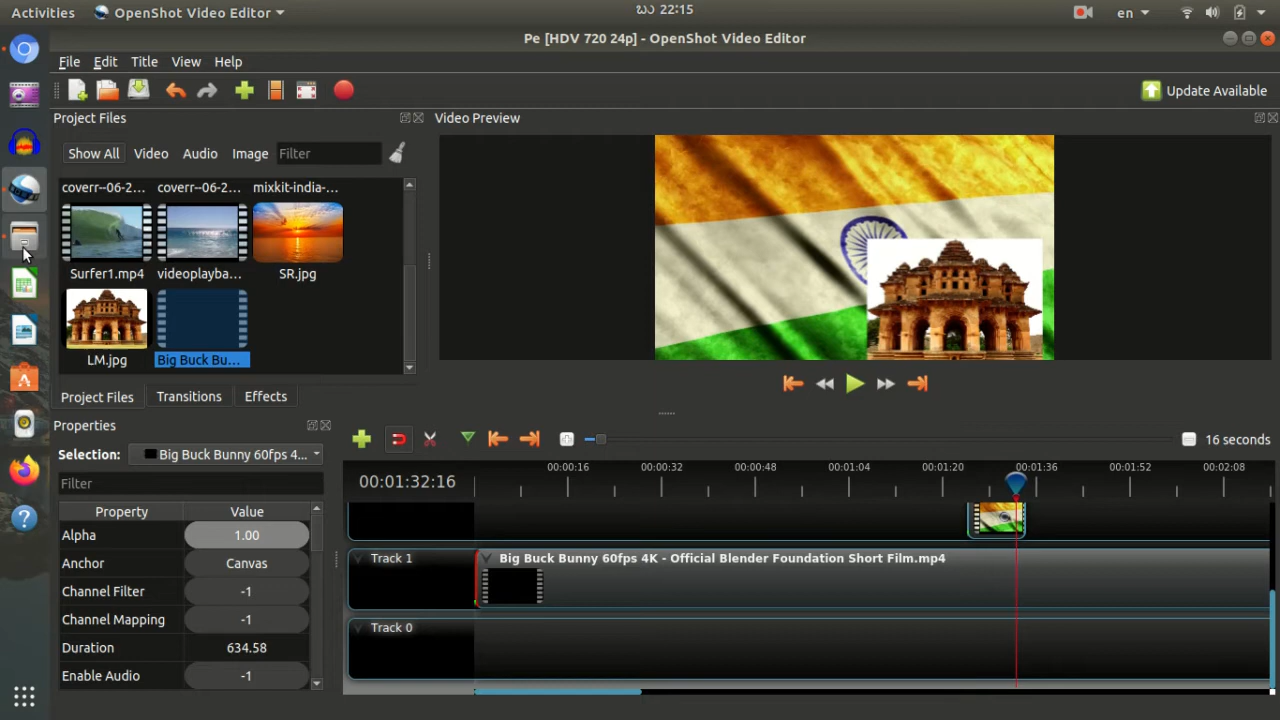 Activities
OpenShot Video Editor
ხა 22:15
en
Pe [HDV 720 24p] - OpenShot Video Editor
File Edit Title View Help
Update Available
Project Files
Video Preview
Show All Video Audio Image Filter
coverr--06-2... coverr--06-2... mixkit-india-...
Surfer1.mp4 videoplayba... SR.jpg
LM.jpg Big Buck Bu...
Project Files Transitions Effects
Properties
Selection: Big Buck Bunny 60fps 4...
Filter
Property Value
Alpha 1.00
Anchor Canvas
Channel Filter -1
Channel Mapping -1
Duration 634.58
Enable Audio -1
16 seconds
00:01:32:16
00:00:16 00:00:32 00:00:48 00:01:04 00:01:20 00:01:36 00:01:52 00:02:08
Track 1
Big Buck Bunny 60fps 4K - Official Blender Foundation Short Film.mp4
Track 0